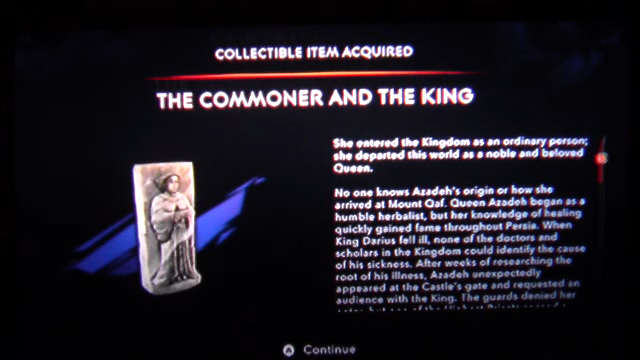 COLLECTIBLE ITEM ACQUIRED
THE COMMONER AND THE KING
She entered the Kingdom as an ordinary person;
she departed this world as a noble and beloved
Queen.
No one knows Azadeh's origin or how she
arrived at Mount Qaf. Queen Azadeh began as a
humble herbalist, but her knowledge of healing
quickly gained fame throughout Persia. When
King Darius fell ill, none of the doctors and
scholars in the Kingdom could identify the cause
of his sickness. After weeks of researching the
root of his illness, Azadeh unexpectedly
appeared at the Castle's gate and requested an
audience with the King. The guards denied her
A Continue